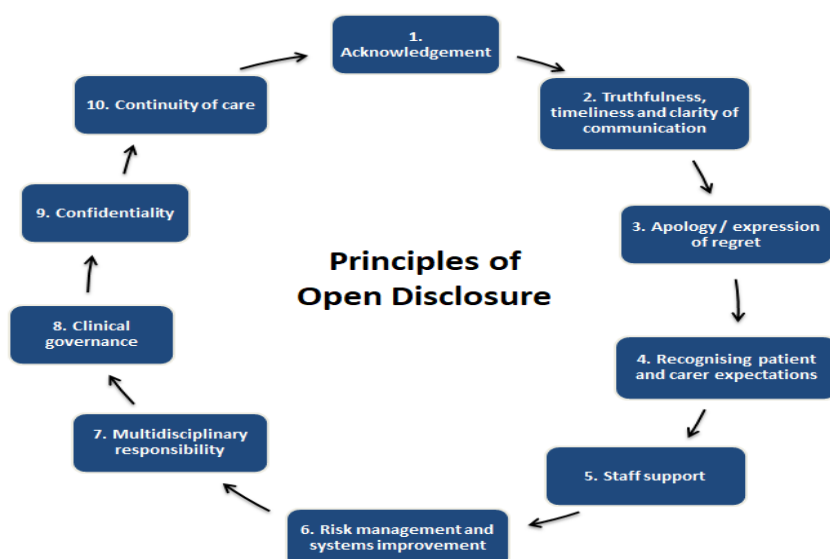 1.
Acknowledgement
2. Truthfulness,
timeliness and clarity of
communication
3. Apology / expression
of regret
4. Recognising patient
and carer expectations
5. Staff support
6. Risk management and
systems improvement
7. Multidisciplinary
responsibility
8. Clinical
governance
9. Confidentiality
10. Continuity of care
Principles of
Open Disclosure